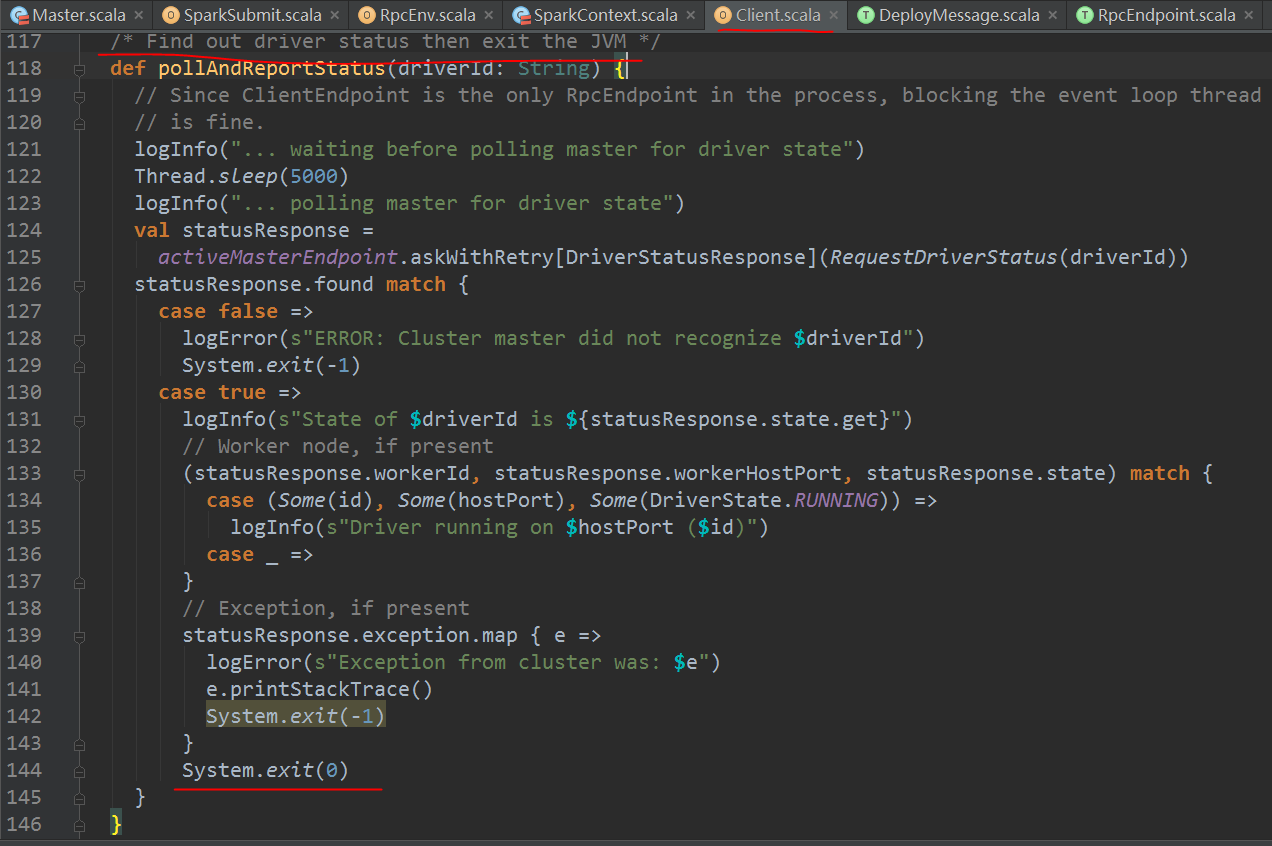 Master.scala × SparkSubmit.scala × RpcEnv.scala × SparkContext.scala × Client.scala × DeployMessage.scala × RpcEndpoint.scala ×
117 /* Find out driver status then exit the JVM */
118 def pollAndReportStatus(driverId: String) {
119 // Since ClientEndpoint is the only RpcEndpoint in the process, blocking the event loop thread
120 // is fine.
121 logInfo("... waiting before polling master for driver state")
122 Thread.sleep(5000)
123 logInfo("... polling master for driver state")
124 val statusResponse =
125 activeMasterEndpoint.askWithRetry[DriverStatusResponse](RequestDriverStatus(driverId))
126 statusResponse.found match {
127 case false =>
128 logError(s"ERROR: Cluster master did not recognize $driverId")
129 System.exit(-1)
130 case true =>
131 logInfo(s"State of $driverId is ${statusResponse.state.get}")
132 // Worker node, if present
133 (statusResponse.workerId, statusResponse.workerHostPort, statusResponse.state) match {
134 case (Some(id), Some(hostPort), Some(DriverState.RUNNING)) =>
135 logInfo(s"Driver running on $hostPort ($id)")
136 case _ =>
137 }
138 // Exception, if present
139 statusResponse.exception.map { e =>
140 logError(s"Exception from cluster was: $e")
141 e.printStackTrace()
142 System.exit(-1)
143 }
144 System.exit(0)
145 }
146 }